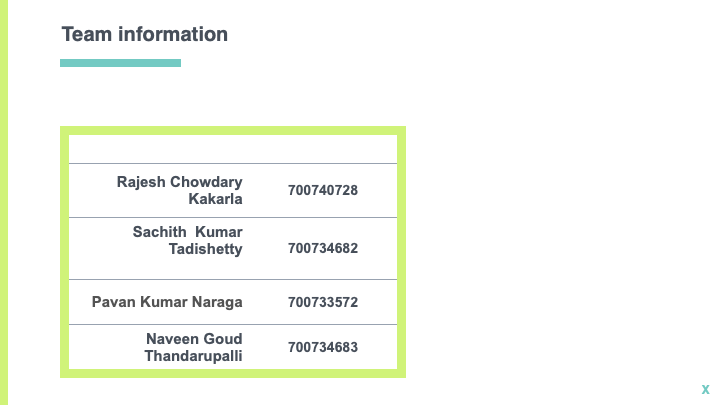 Team information
Rajesh Chowdary
Kakarla
700740728
Sachith  Kumar
Tadishetty
700734682
Pavan Kumar Naraga
700733572
Naveen Goud
Thandarupalli
700734683
X